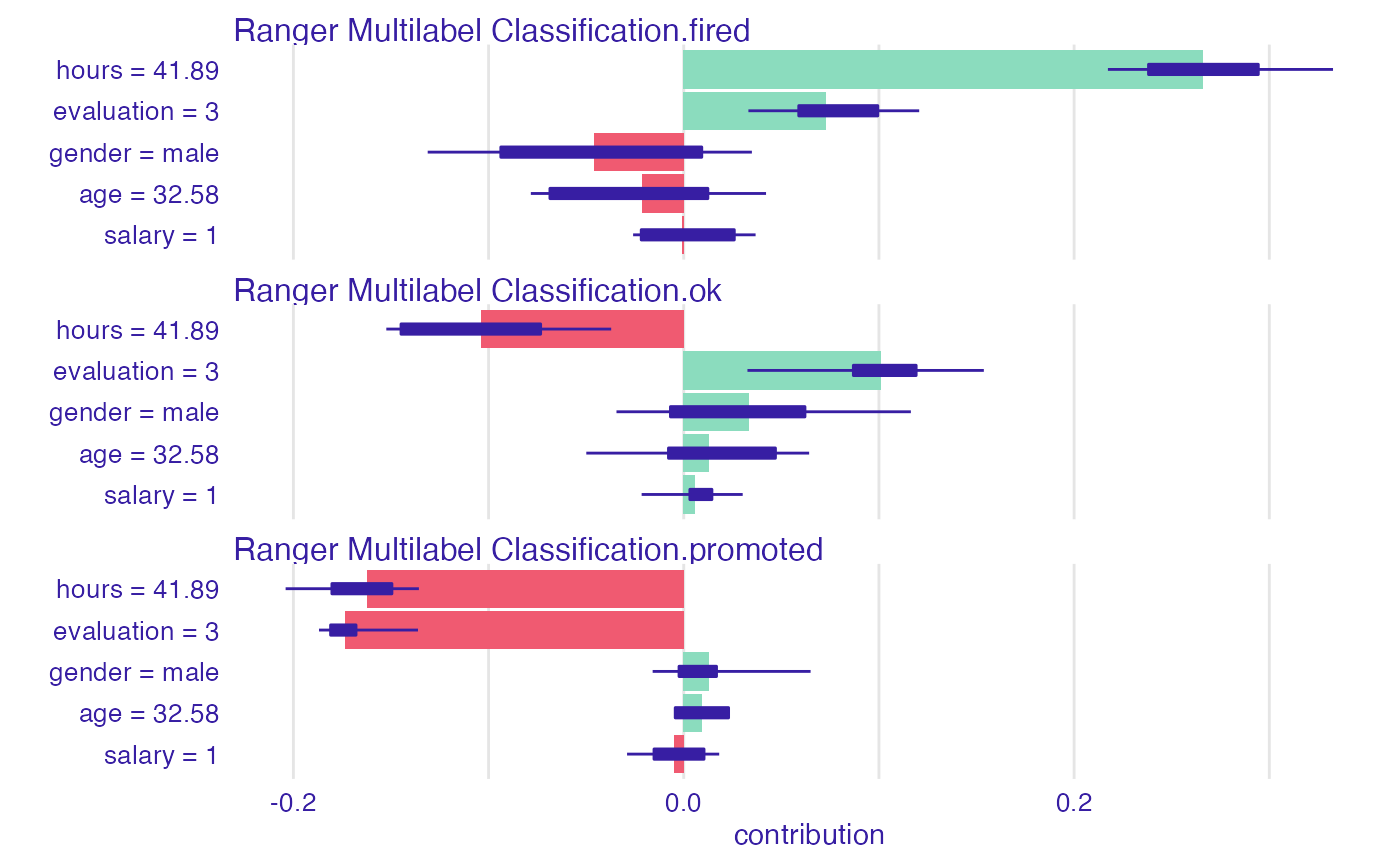 Ranger Multilabel Classification.fired
hours = 41.89
evaluation = 3
gender = male
age = 32.58
salary = 1
Ranger Multilabel Classification.ok
hours = 41.89
evaluation = 3
gender = male
age = 32.58
salary = 1
Ranger Multilabel Classification.promoted
hours = 41.89
evaluation = 3
gender = male
age = 32.58
salary = 1
-0.2 0.0 0.2
contribution